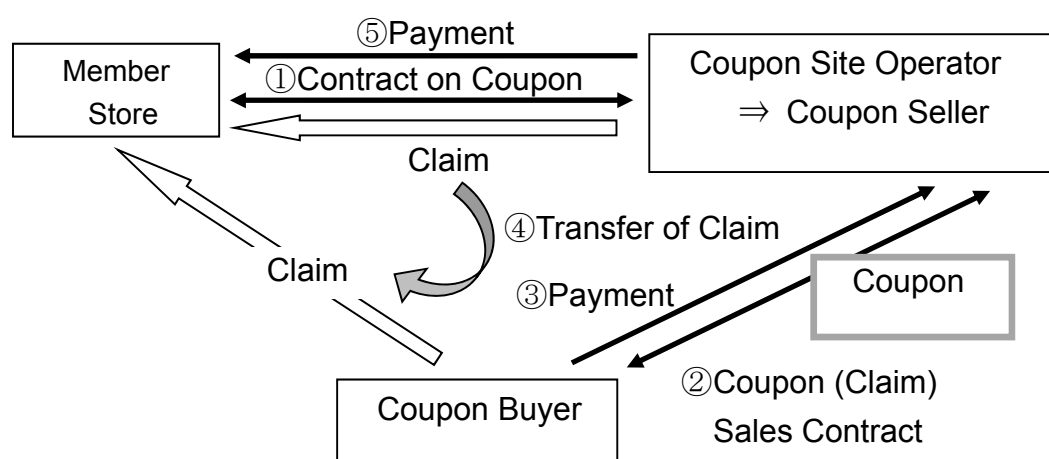 ⑤Payment
Member
Store
①Contract on Coupon
Coupon Site Operator
⇒ Coupon Seller
Claim
④Transfer of Claim
Claim
③Payment
Coupon
Coupon Buyer
②Coupon (Claim)
Sales Contract